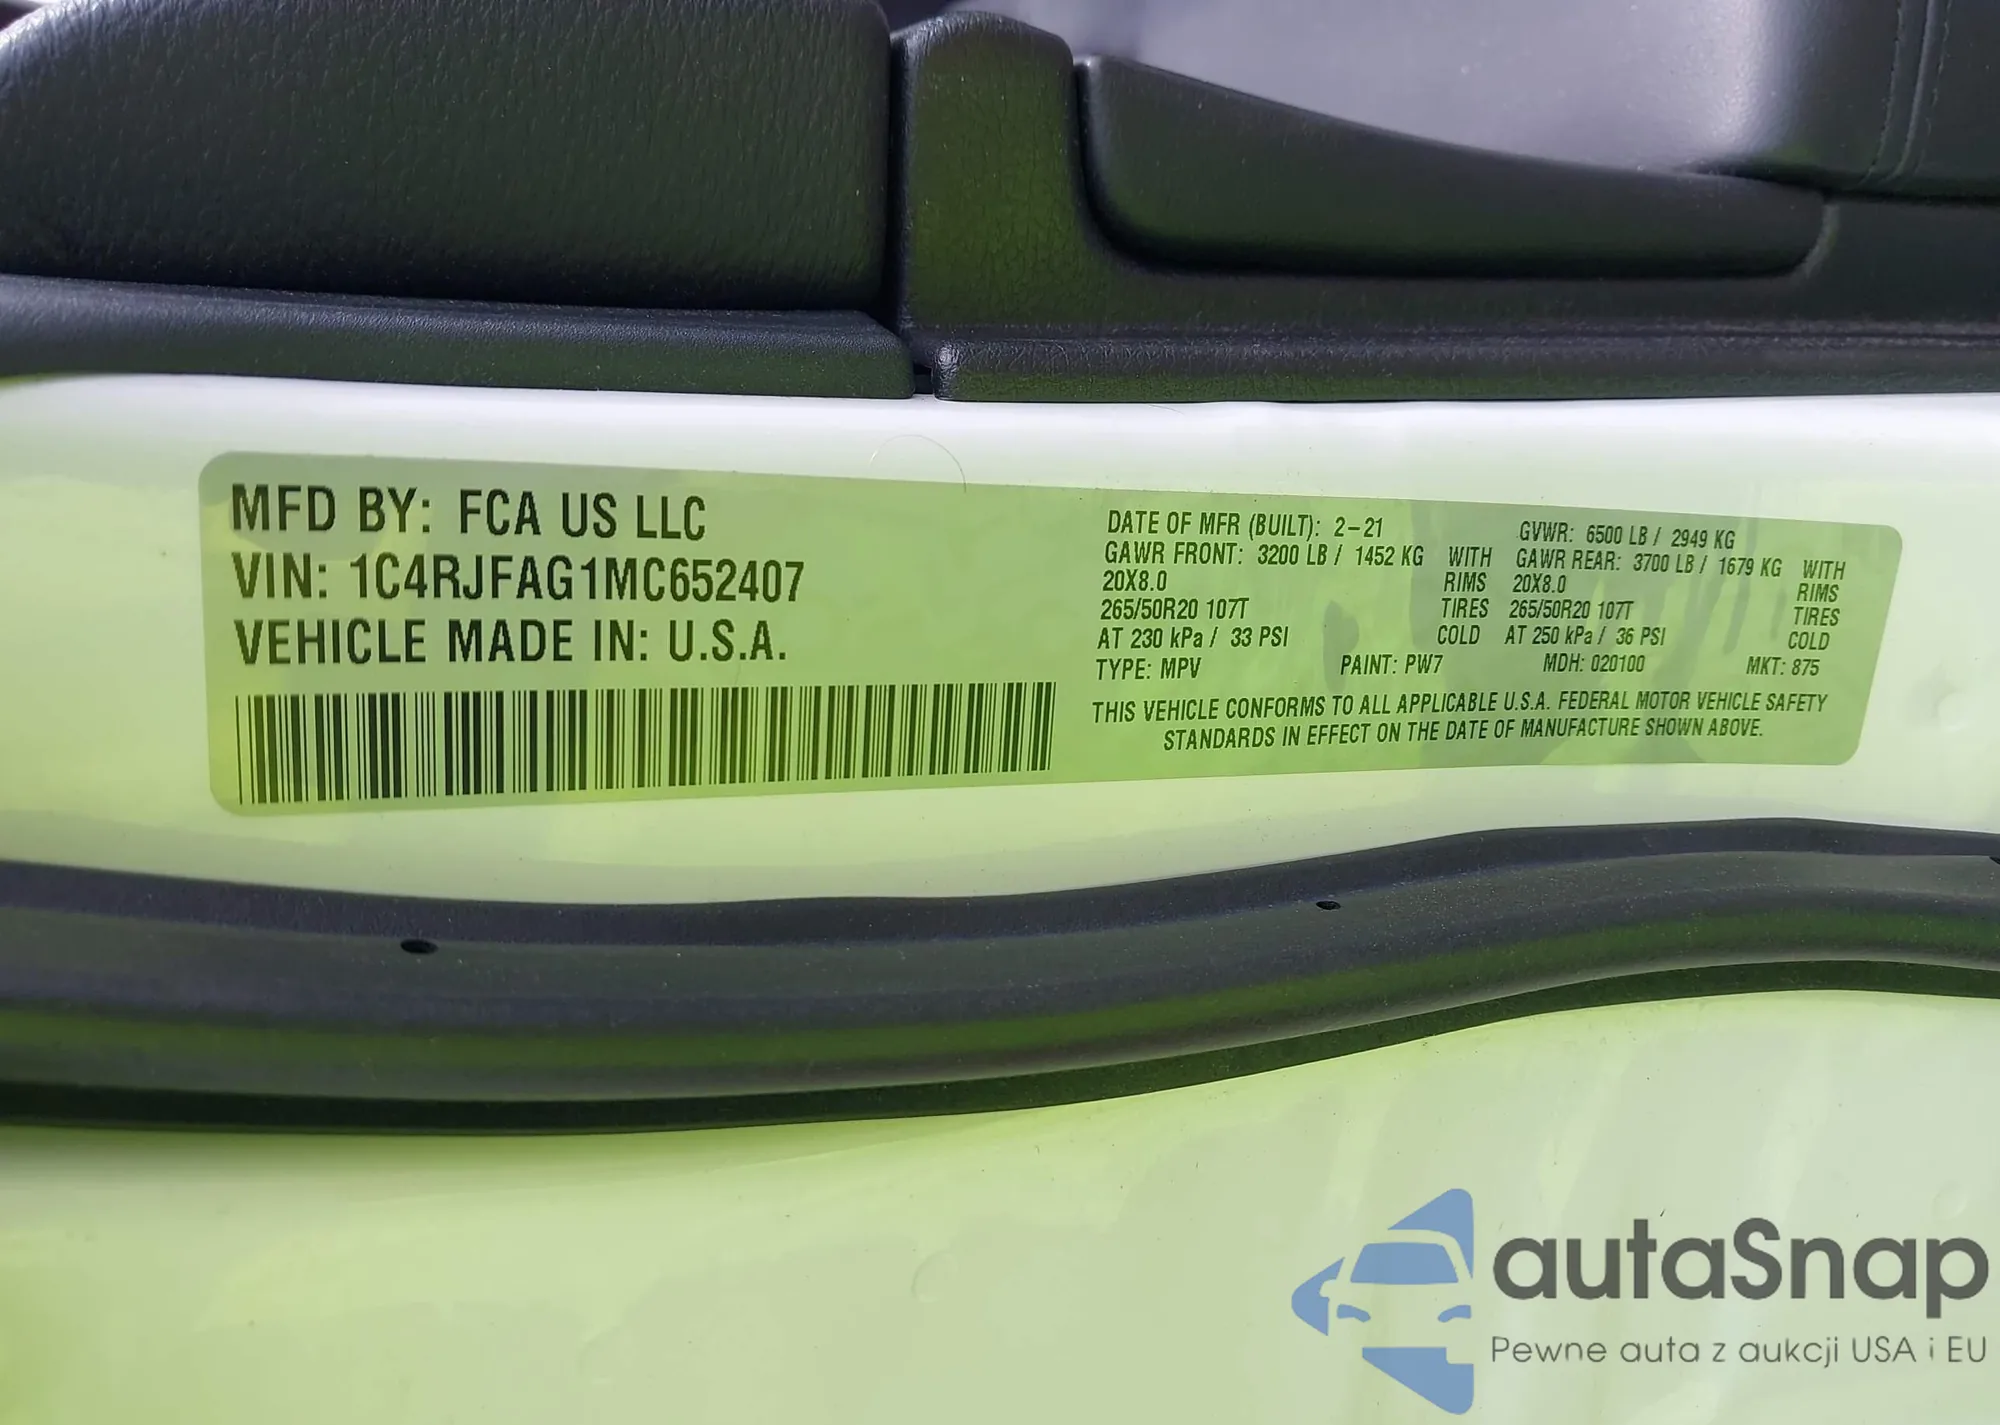 MFD BY: FCA US LLC
VIN: 1C4RJFAG1MC652407
VEHICLE MADE IN: U.S.A.
DATE OF MFR (BUILT): 2-21 GVWR: 6500 LB / 2949 KG
GAWR FRONT: 3200 LB / 1452 KG WITH GAWR REAR: 3700 LB / 1679 KG WITH
20X8.0 RIMS 20X8.0 RIMS
265/50R20 107T TIRES 265/50R20 107T TIRES
AT 230 kPa / 33 PSI COLD AT 250 kPa / 36 PSI COLD
TYPE: MPV PAINT: PW7 MDH: 020100 MKT: 875
THIS VEHICLE CONFORMS TO ALL APPLICABLE U.S.A. FEDERAL MOTOR VEHICLE SAFETY
STANDARDS IN EFFECT ON THE DATE OF MANUFACTURE SHOWN ABOVE.
autaSnap
Pewne auta z aukcji USA i EU